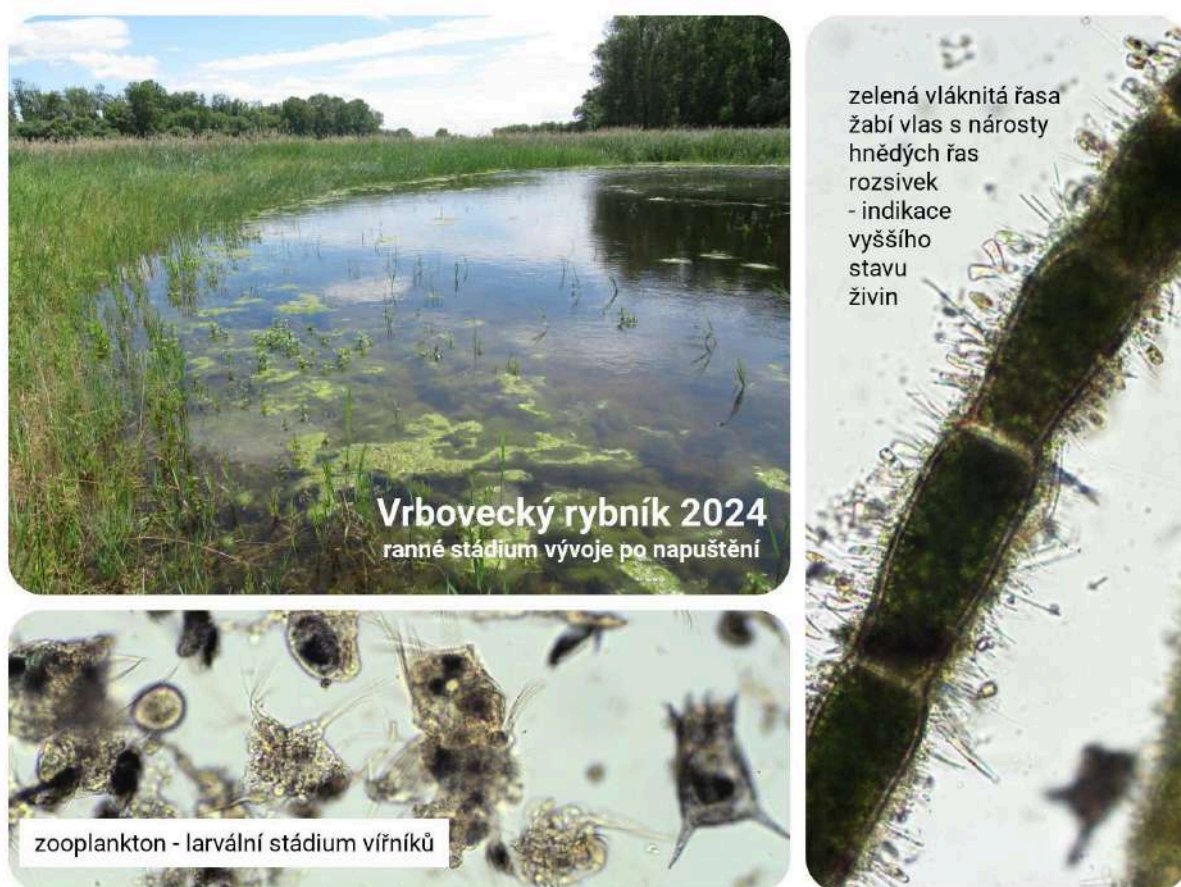 Vrbovecký rybník 2024
ranné stádium vývoje po napuštění
zelená vláknitá řasa
žabí vlas s nárosty
hnědých řas
rozsivek
- indikace
vyššího
stavu
živin
zooplankton - larvální stádium vířníků